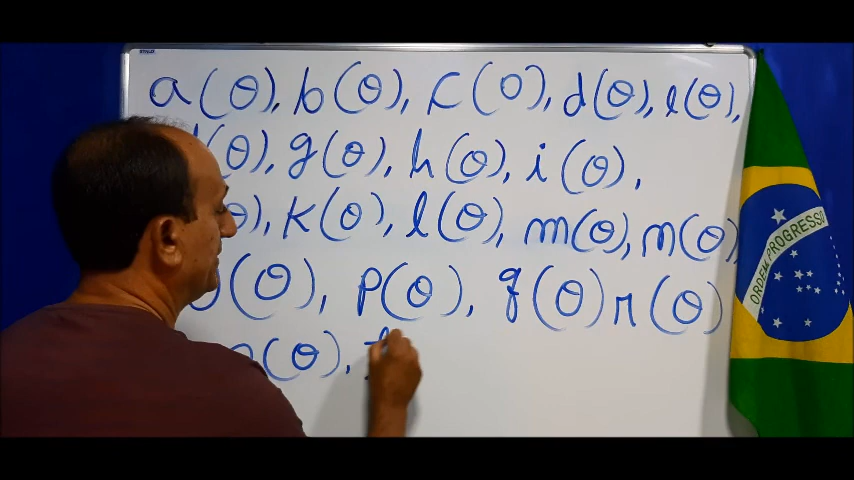 a(θ), b(θ), c(θ), d(θ), e(θ),
(θ), g(θ), h(θ), i(θ),
(θ), k(θ), l(θ), m(θ), n(θ),
(θ), p(θ), q(θ) r(θ)
(θ),
ORDEM E PROGRESSO